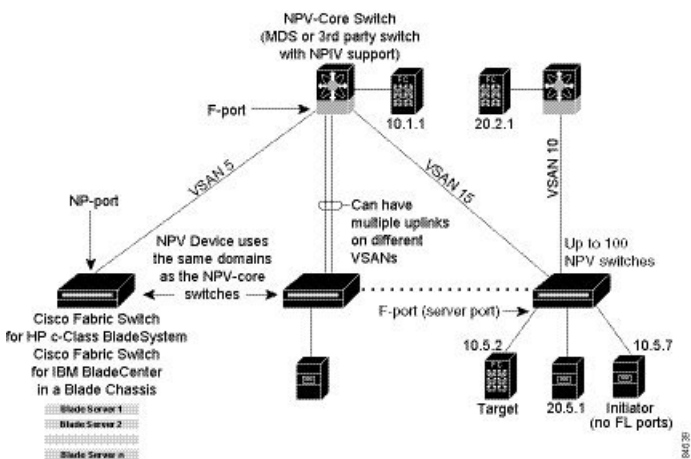 NPV-Core Switch
(MDS or 3rd party switch
with NPIV support)
FC
FC
F-port
10.1.1
20.2.1
VSAN 5
VSAN 15
VSAN 10
NP-port
Can have
multiple uplinks
on different
VSANs
NPV Device uses
the same domains
as the NPV-core
switches
Up to 100
NPV switches
F-port (server port)
Cisco Fabric Switch
for HP c-Class BladeSystem
Cisco Fabric Switch
for IBM BladeCenter
in a Blade Chassis
Blade Server 1
Blade Server 2
Blade Server n
10.5.2
10.5.7
FC
Target
20.5.1
Initiator
(no FL ports)